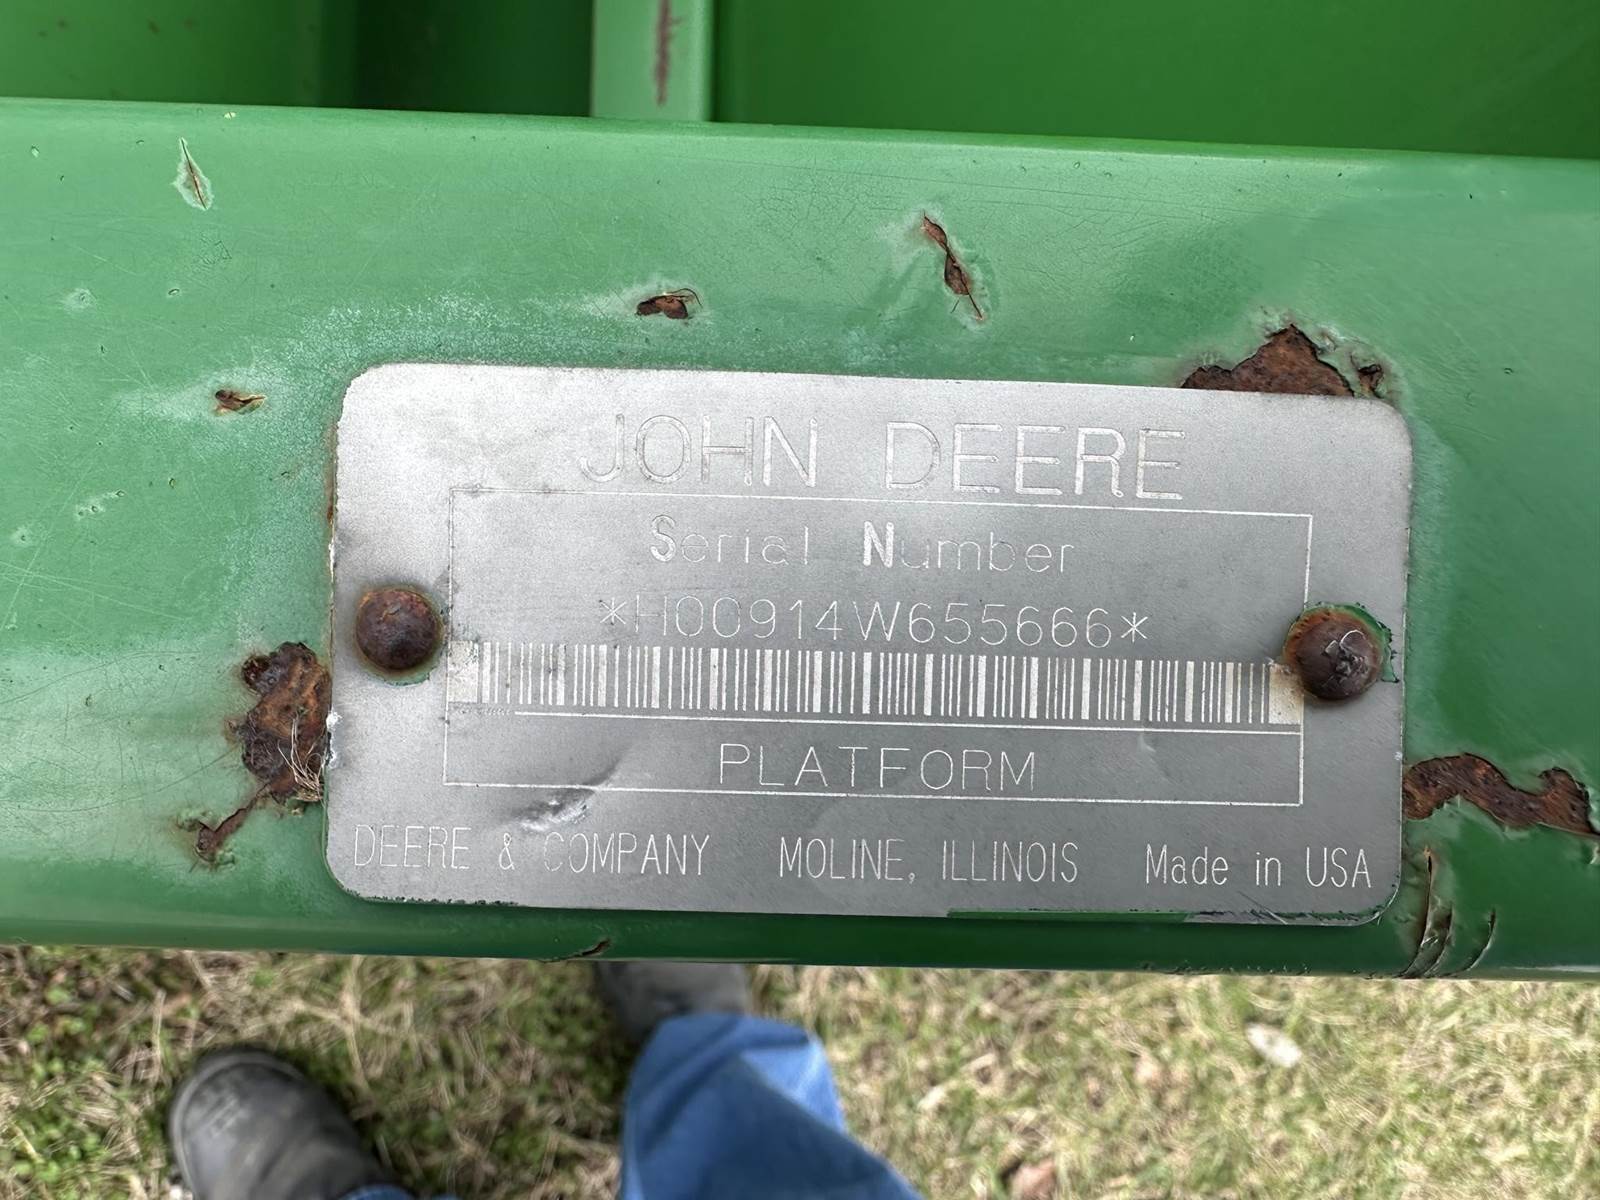 JOHN DEERE
Serial Number
*H00914W655666*
PLATFORM
DEERE & COMPANY MOLINE, ILLINOIS Made in USA